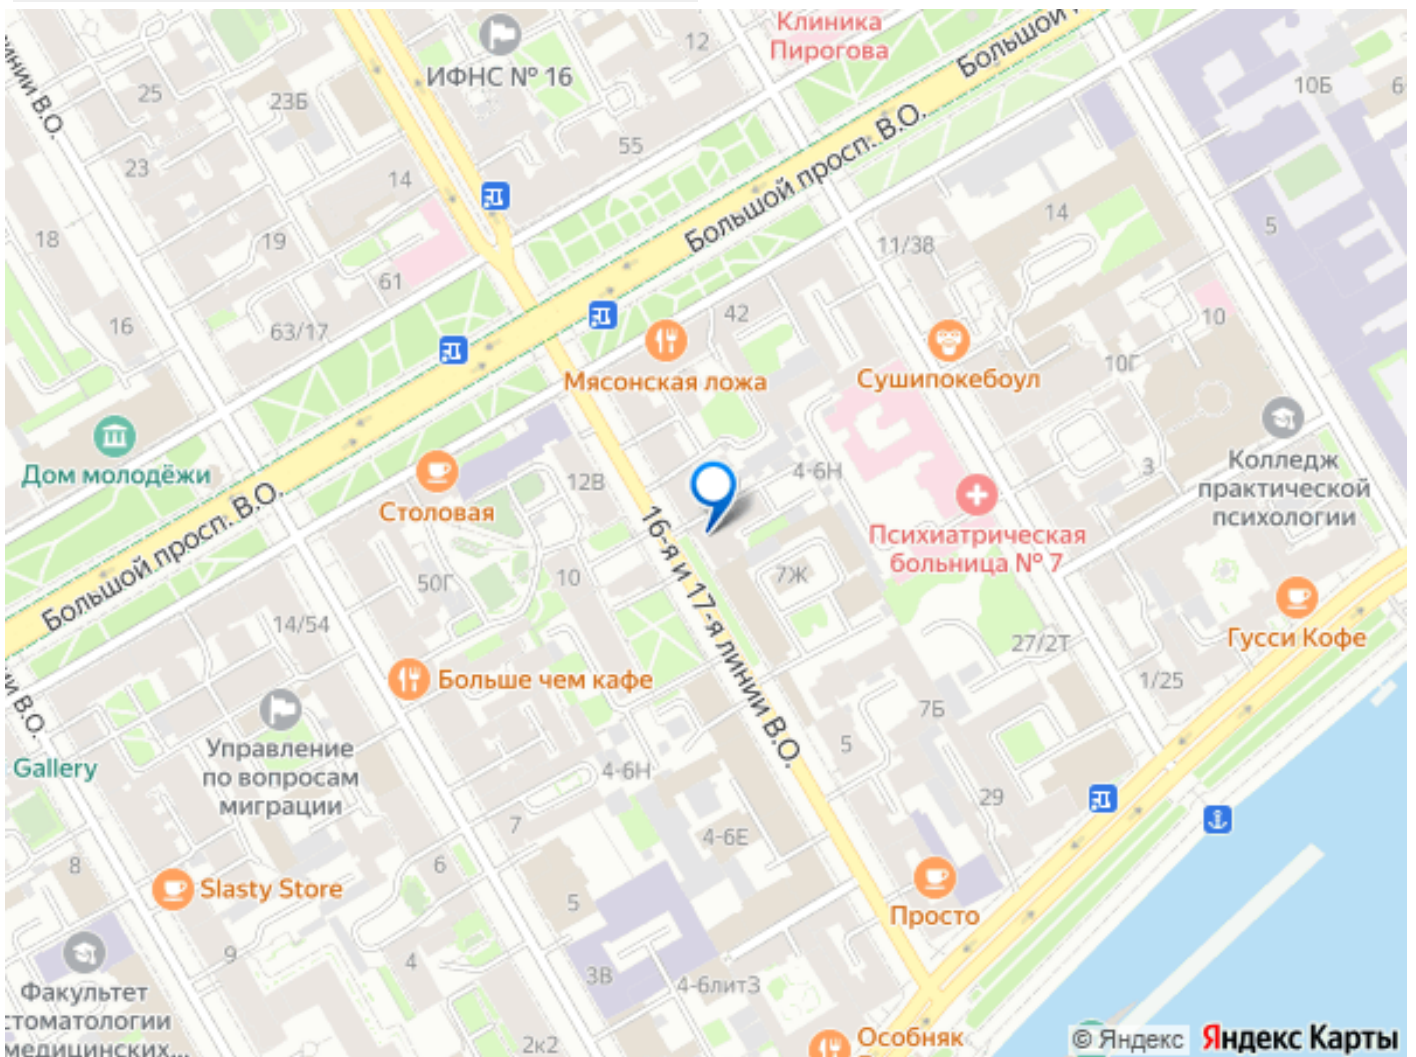 Клиника
Пирогова
Большой
12
ИФНС № 16
линии В.О.
25
23Б
10Б
6
23
55
14
Большой просп. В.О.
18
19
14
5
11/38
61
16
63/17
42
10
Мясонская ложа
Сушипокебоул
10Г
Дом молодёжи
Столовая
12В
4-6Н
3
Колледж
практической
психологии
Большой просп. В.О.
16-я и 17-я линии В.О.
Психиатрическая
больница № 7
50Г
10
7Ж
Гусси Кофе
14/54
27/2Т
Больше чем кафе
1/25
В.О.
Управление
по вопросам
миграции
7Б
5
Gallery
4-6Н
29
7
4-6Е
8
6
Slasty Store
Просто
5
9
4
3В
4-6литЗ
Факультет
стоматологии
медицинских...
2к2
Особняк
© Яндекс
Яндекс Карты